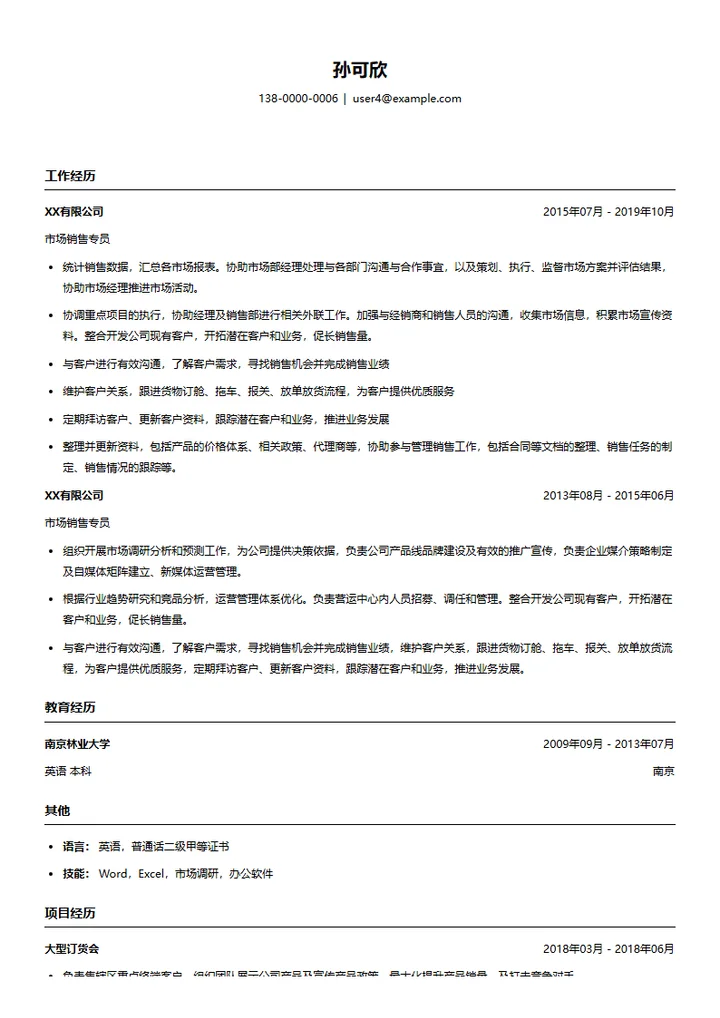 孙可欣
138-0000-0006 | user4@example.com
工作经历
XX有限公司 2015年07月 - 2019年10月
市场销售专员
• 统计销售数据，汇总各市场报表。协助市场部经理处理与各部门沟通与合作事宜，以及策划、执行、监督市场方案并评估结果，
协助市场经理推进市场活动。
• 协调重点项目的执行，协助经理及销售部进行相关外联工作。加强与经销商和销售人员的沟通，收集市场信息，积累市场宣传资
料。整合开发公司现有客户，开拓潜在客户和业务，促长销售量。
• 与客户进行有效沟通，了解客户需求，寻找销售机会并完成销售业绩
• 维护客户关系，跟进货物订舱、拖车、报关、放单放货流程，为客户提供优质服务
• 定期拜访客户、更新客户资料，跟踪潜在客户和业务，推进业务发展
• 整理并更新资料，包括产品的价格体系、相关政策、代理商等，协助参与管理销售工作，包括合同等文档的整理、销售任务的制
定、销售情况的跟踪等。
XX有限公司 2013年08月 - 2015年06月
市场销售专员
• 组织开展市场调研分析和预测工作，为公司提供决策依据，负责公司产品线品牌建设及有效的推广宣传，负责企业媒介策略制定
及自媒体矩阵建立、新媒体运营管理。
• 根据行业趋势研究和竞品分析，运营管理体系优化。负责营运中心内人员招募、调任和管理。整合开发公司现有客户，开拓潜在
客户和业务，促长销售量。
• 与客户进行有效沟通，了解客户需求，寻找销售机会并完成销售业绩，维护客户关系，跟进货物订舱、拖车、报关、放单放货流
程，为客户提供优质服务，定期拜访客户、更新客户资料，跟踪潜在客户和业务，推进业务发展。
教育经历
南京林业大学 2009年09月 - 2013年07月
英语 本科 南京
其他
• 语言： 英语，普通话二级甲等证书
• 技能： Word，Excel，市场调研，办公软件
项目经历
大型订货会 2018年03月 - 2018年06月